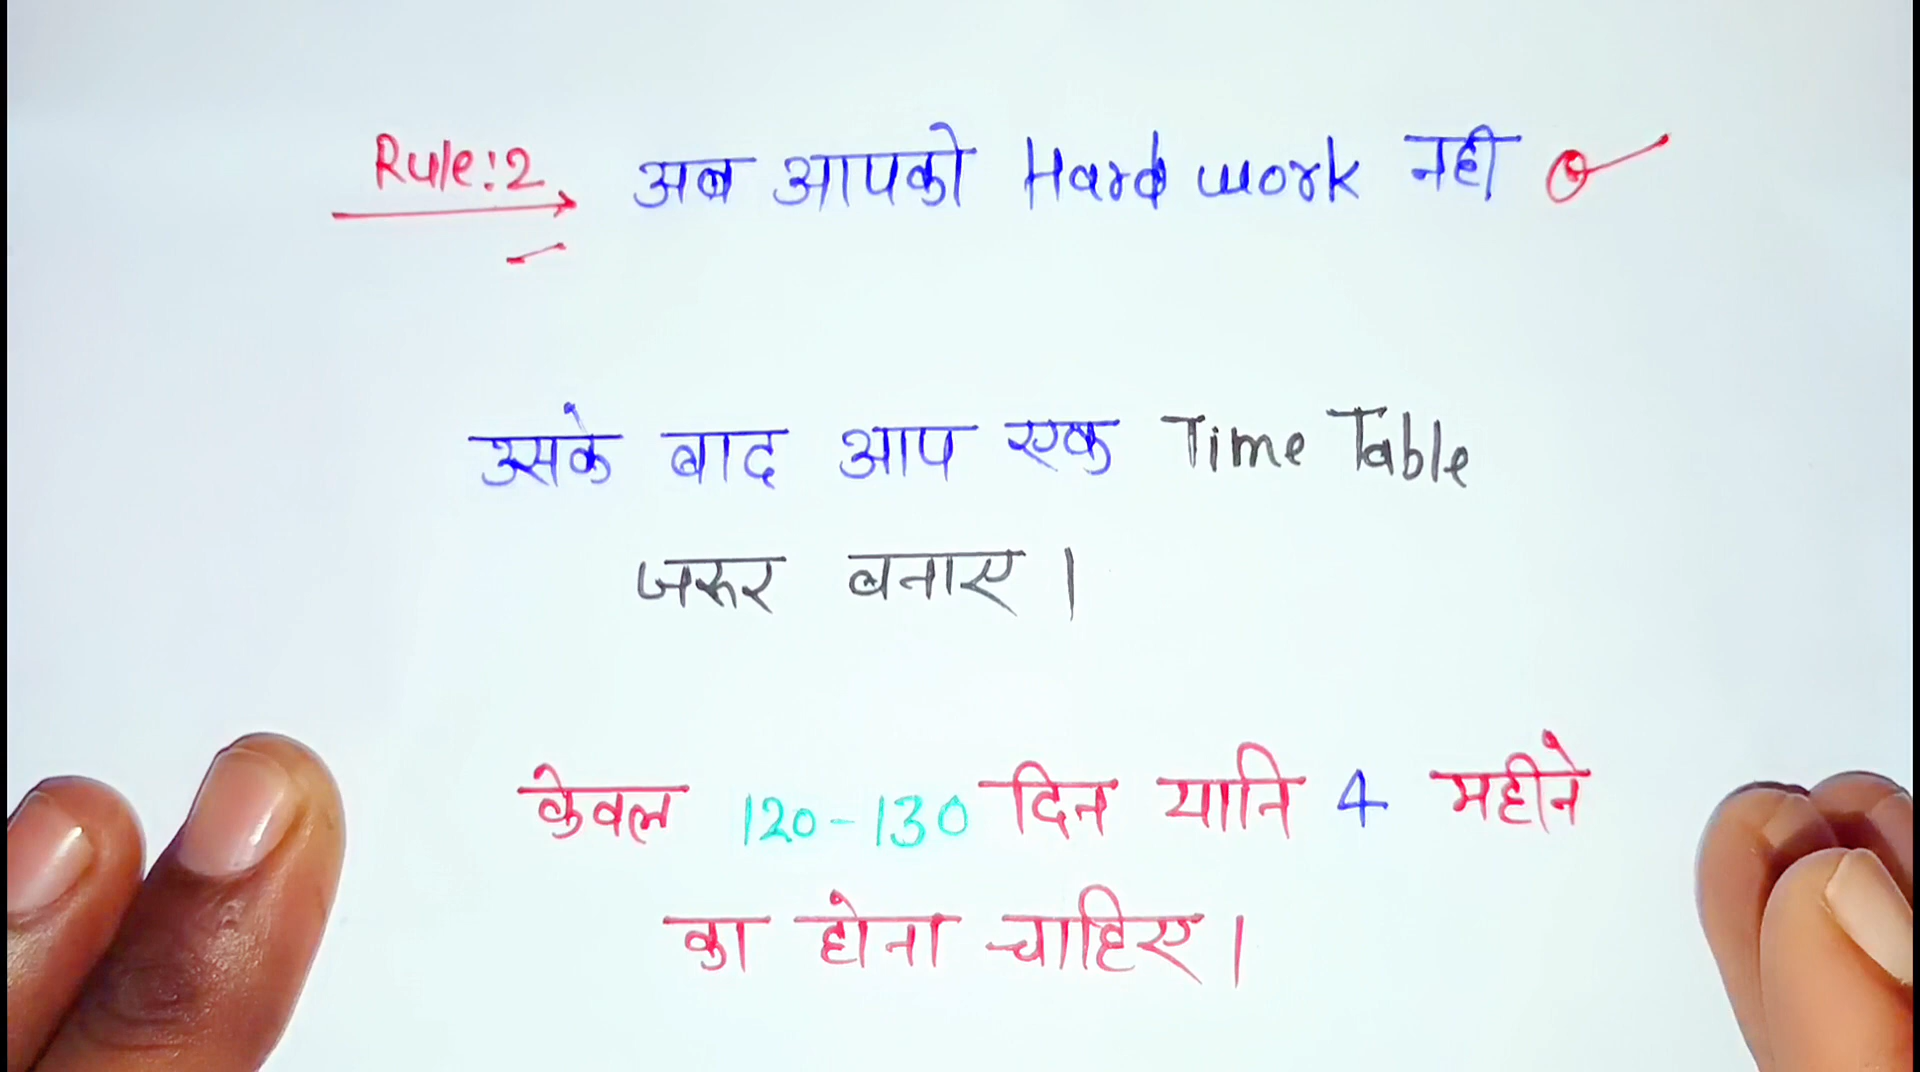 Rule:2 अब आपको Hard work नही
उसके बाद आप एक Time Table
जरुर बनाए।
केवल 120-130 दिन यानि 4 महीने
का होना चाहिए।